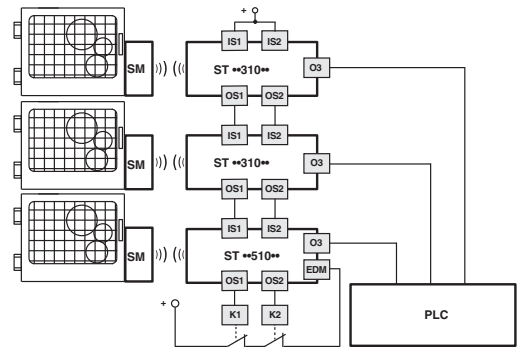 +
IS1 IS2
SM ST ••310•• O3
OS1 OS2
IS1 IS2
SM ST ••310•• O3
OS1 OS2
IS1 IS2
SM ST ••510•• O3
EDM
OS1 OS2
+ K1 K2 PLC